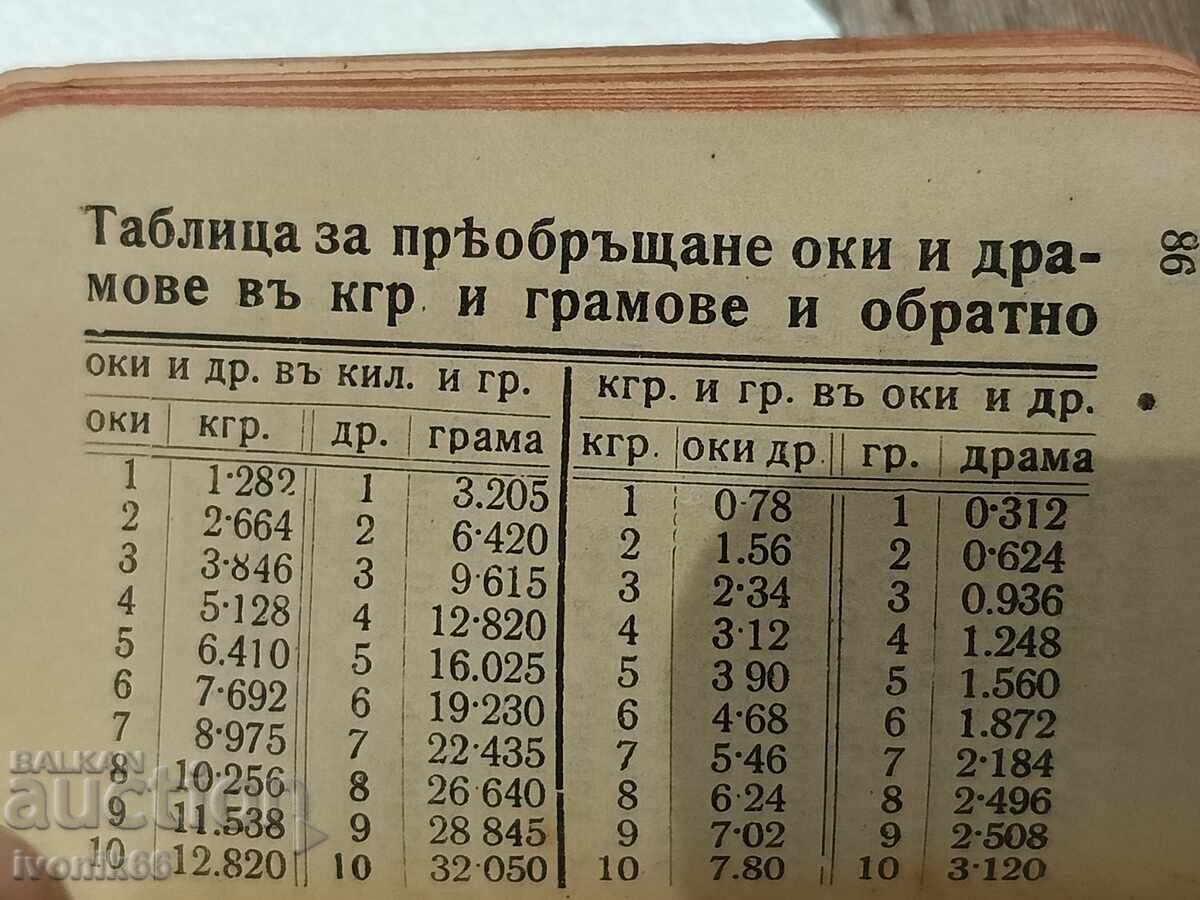 98
Таблица за прѣобръщане оки и дра-
мове въ кгр. и грамове и обратно
оки и др. въ кил. и гр. кгр. и гр. въ оки и др.
оки кгр. др. грама кгр. оки др. гр. драма
1 1·282 1 3.205 1 0·78 1 0·312
2 2·664 2 6·420 2 1.56 2 0·624
3 3·846 3 9·615 3 2·34 3 0.936
4 5·128 4 12·820 4 3·12 4 1.248
5 6.410 5 16.025 5 3 90 5 1.560
6 7·692 6 19·230 6 4·68 6 1.872
7 8·975 7 22·435 7 5·46 7 2·184
8 10·256 8 26·640 8 6·24 8 2·496
9 11.538 9 28 845 9 7·02 9 2·508
10 12.820 10 32·050 10 7.80 10 3·120
BALKAN
auction
ivonik66